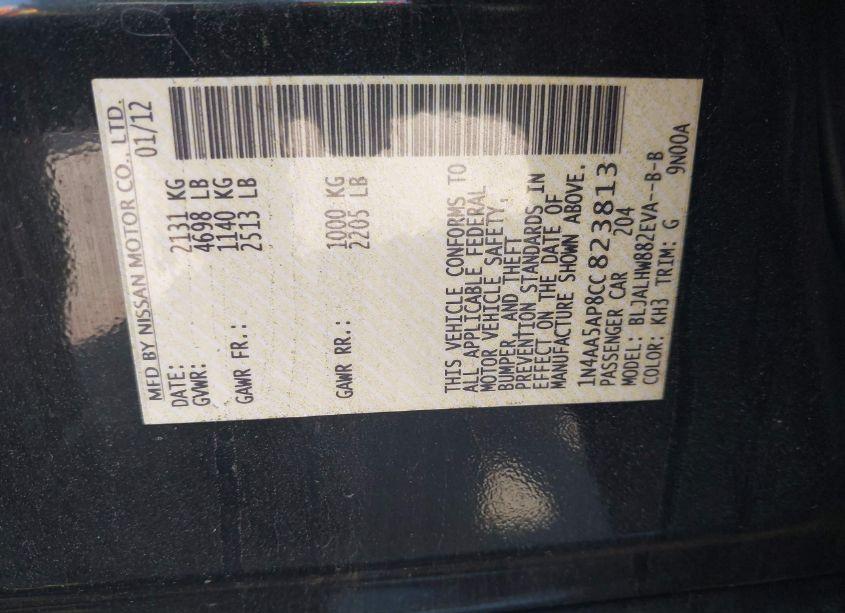 MFD BY NISSAN MOTOR CO., LTD.
DATE: 01/12
GVWR: 2131 KG
4698 LB
GAWR FR.: 1140 KG
2513 LB
GAWR RR.: 1000 KG
2205 LB
THIS VEHICLE CONFORMS TO
ALL APPLICABLE FEDERAL
MOTOR VEHICLE SAFETY,
BUMPER, AND THEFT
PREVENTION STANDARDS IN
EFFECT ON THE DATE OF
MANUFACTURE SHOWN ABOVE.
1N4AA5AP8CC823813
PASSENGER CAR 204
MODEL: BLJALHW882EVA--B-B
COLOR: KH3 TRIM: G 9N00A